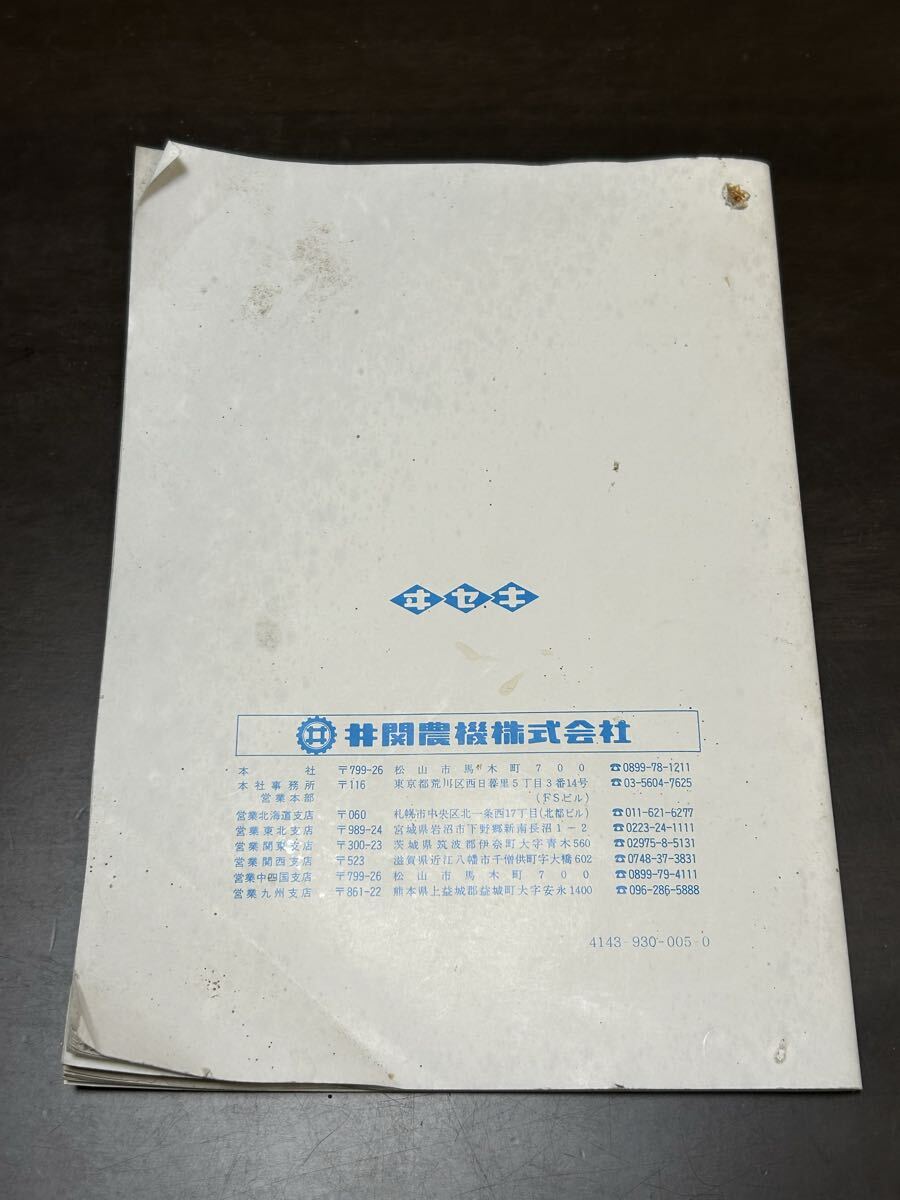 ヰセキ
井関農機株式会社
本社 〒799-26 松山市馬木町700 ☎0899-78-1211
本社事務所 〒116 東京都荒川区西日暮里5丁目3番14号 ☎03-5604-7625
営業本部 (FSビル)
営業北海道支店 〒060 札幌市中央区北一条西17丁目(北都ビル) ☎011-621-6277
営業東北支店 〒989-24 宮城県岩沼市下野郷新南長沼1-2 ☎0223-24-1111
営業関東支店 〒300-23 茨城県筑波郡伊奈町大字青木560 ☎02975-8-5131
営業関西支店 〒523 滋賀県近江八幡市千僧供町字大橋602 ☎0748-37-3831
営業中四国支店 〒799-26 松山市馬木町700 ☎0899-79-4111
営業九州支店 〒861-22 熊本県上益城郡益城町大字安永1400 ☎096-286-5888
4143-930-005-0